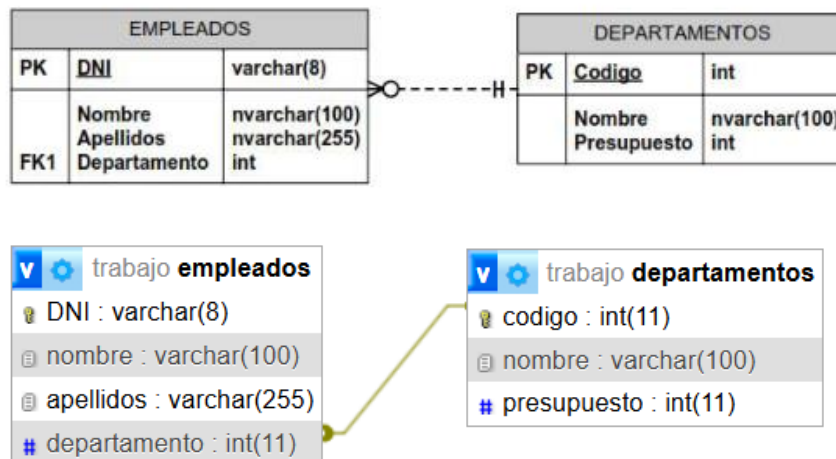 EMPLEADOS
PK DNI varchar(8)
Nombre nvarchar(100)
Apellidos nvarchar(255)
FK1 Departamento int
DEPARTAMENTOS
PK Codigo int
Nombre nvarchar(100)
Presupuesto int
v trabajo empleados
DNI : varchar(8)
nombre : varchar(100)
apellidos : varchar(255)
# departamento : int(11)
v trabajo departamentos
codigo : int(11)
nombre : varchar(100)
# presupuesto : int(11)